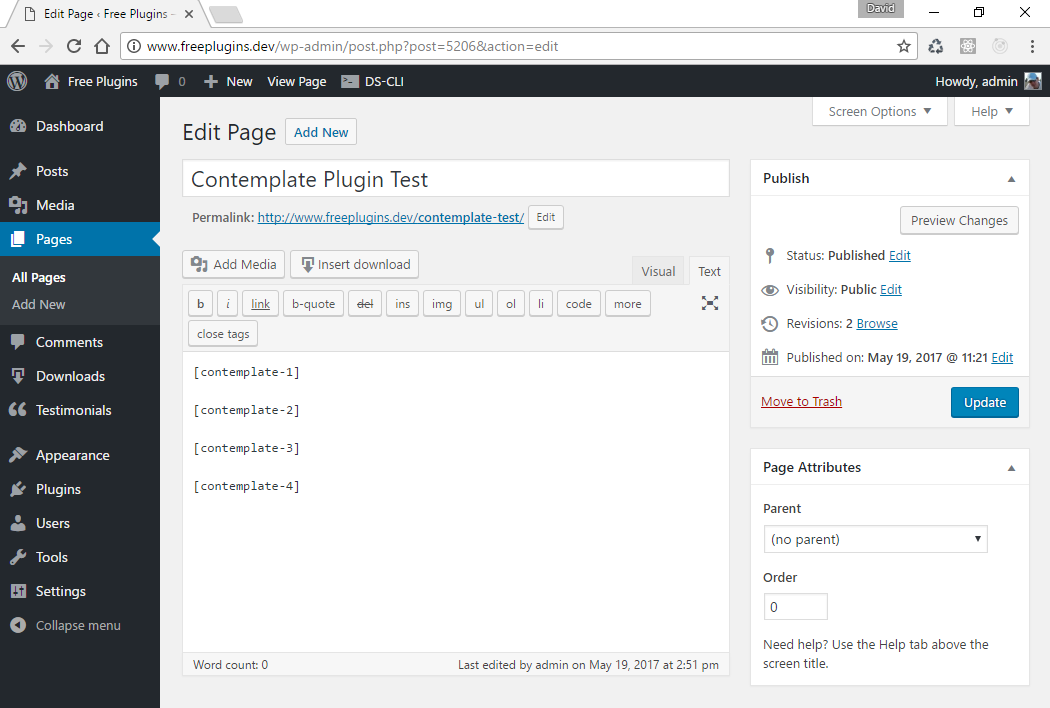 Edit Page ‹ Free Plugins –
David
www.freeplugins.dev/wp-admin/post.php?post=5206&action=edit
Free Plugins 0 New View Page DS-CLI Howdy, admin
Screen Options Help
Dashboard
Posts
Media
Pages
All Pages
Add New
Comments
Downloads
Testimonials
Appearance
Plugins
Users
Tools
Settings
Collapse menu
Edit Page Add New
Contemplate Plugin Test
Permalink: http://www.freeplugins.dev/contemplate-test/ Edit
Add Media Insert download
Visual Text
b i link b-quote del ins img ul ol li code more
close tags
[contemplate-1]
[contemplate-2]
[contemplate-3]
[contemplate-4]
Word count: 0 Last edited by admin on May 19, 2017 at 2:51 pm
Publish
Preview Changes
Status: Published Edit
Visibility: Public Edit
Revisions: 2 Browse
Published on: May 19, 2017 @ 11:21 Edit
Move to Trash Update
Page Attributes
Parent
(no parent)
Order
0
Need help? Use the Help tab above the
screen title.